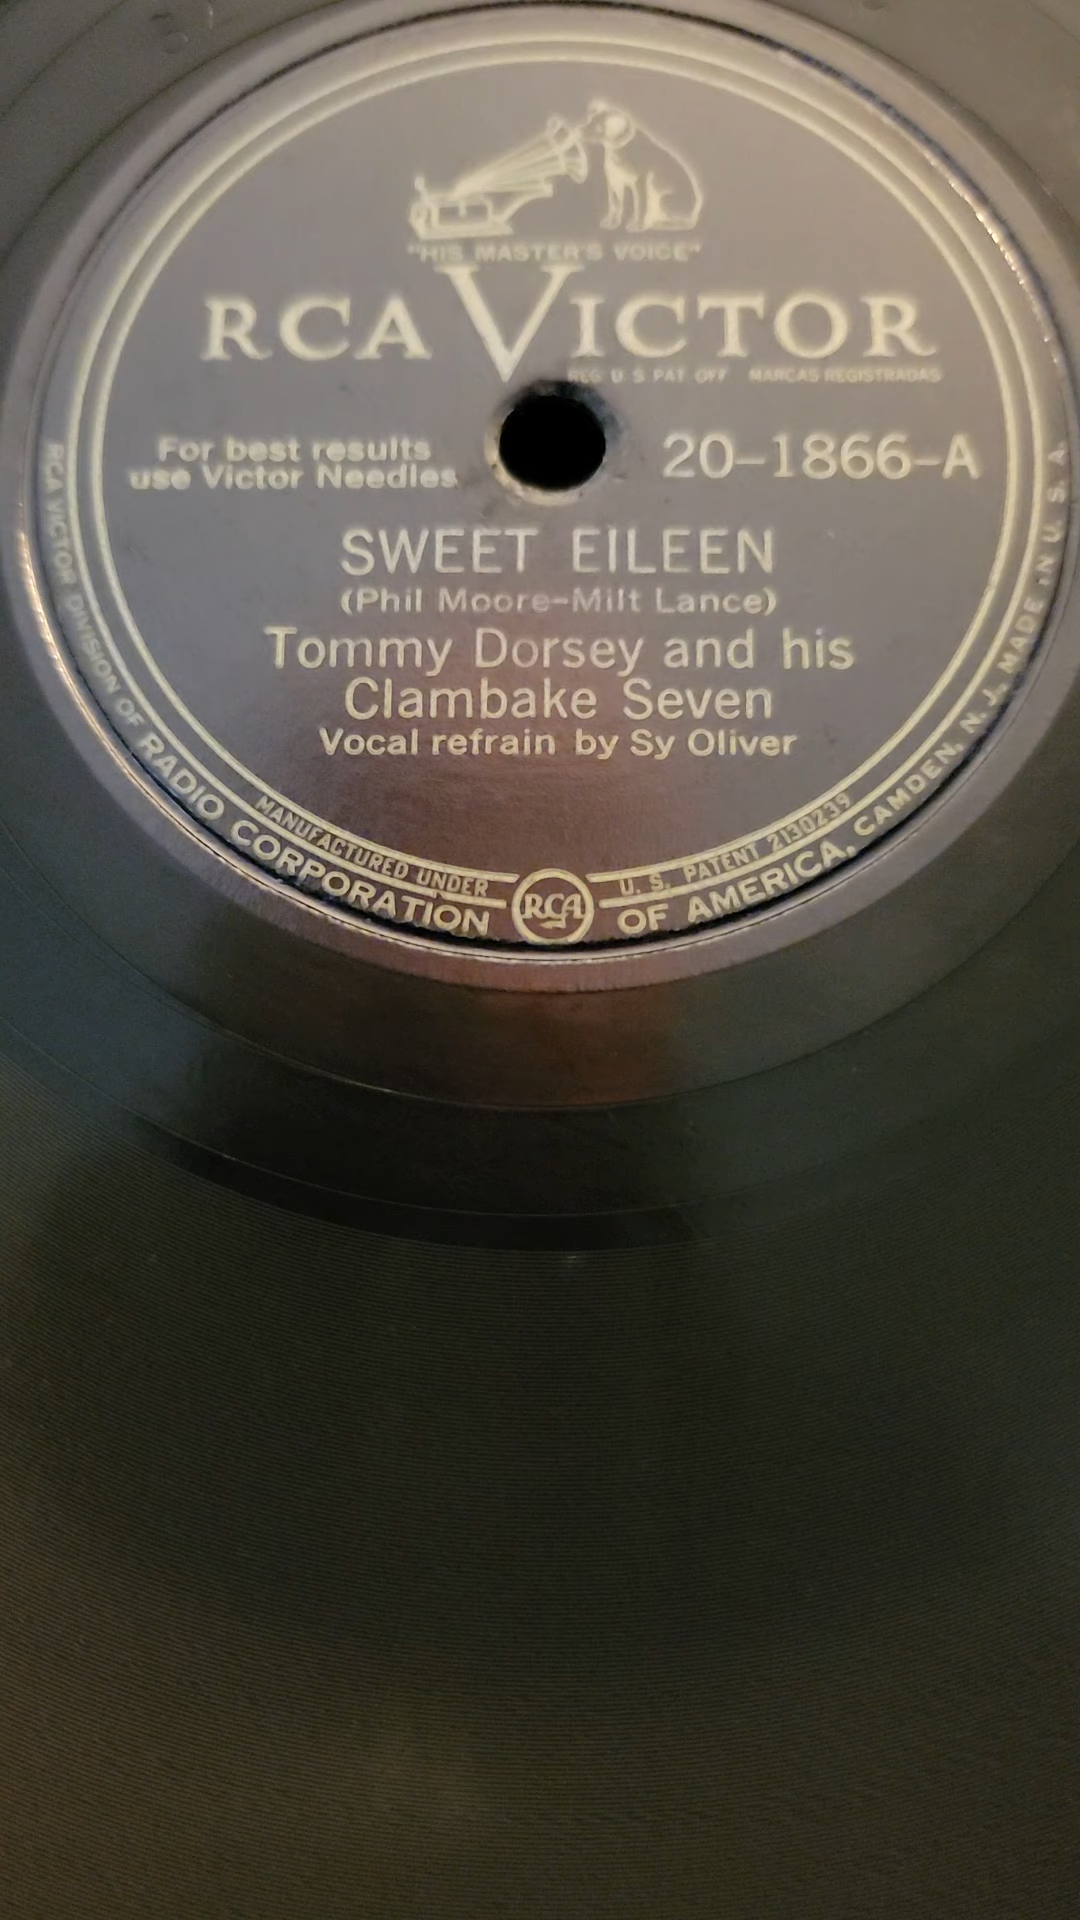 "HIS MASTER'S VOICE"
RCA VICTOR
REG. U. S. PAT. OFF. MARCAS REGISTRADAS
For best results
use Victor Needles
20-1866-A
SWEET EILEEN
(Phil Moore-Milt Lance)
Tommy Dorsey and his
Clambake Seven
Vocal refrain by Sy Oliver
MANUFACTURED UNDER U. S. PATENT 2130239
RCA VICTOR DIVISION OF RADIO CORPORATION OF AMERICA, CAMDEN, N. J., MADE IN U. S. A.
RCA